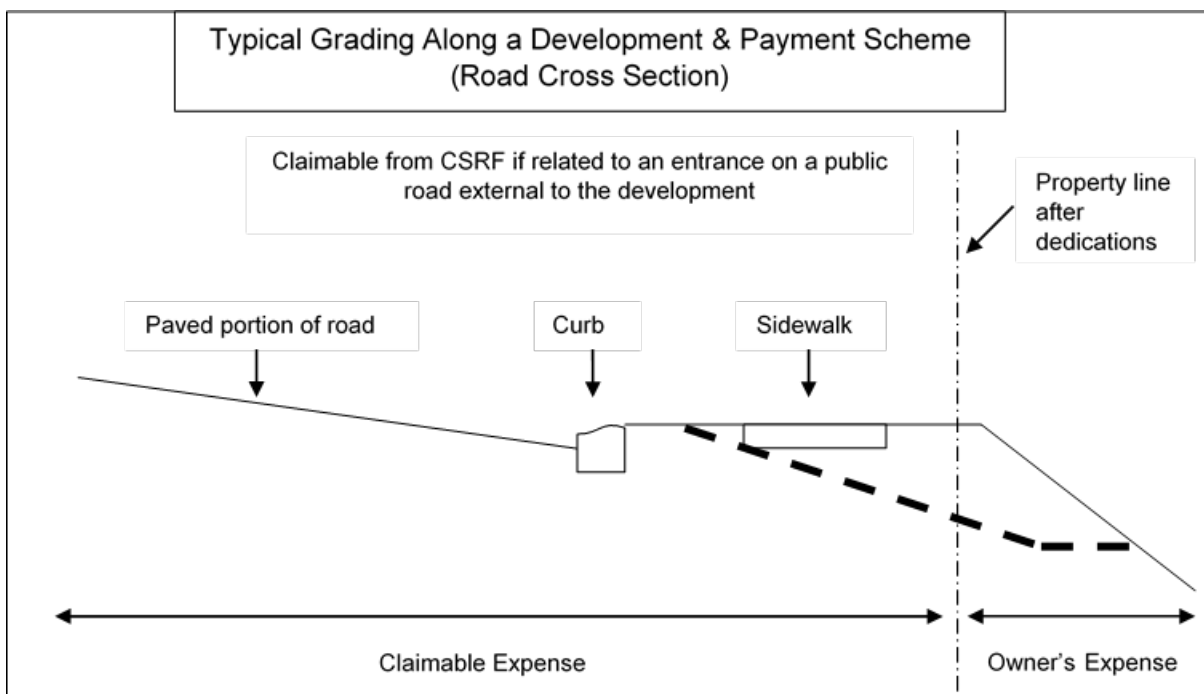 Typical Grading Along a Development & Payment Scheme
(Road Cross Section)
Claimable from CSRF if related to an entrance on a public
road external to the development
Property line
after
dedications
Paved portion of road
Curb
Sidewalk
Claimable Expense
Owner's Expense